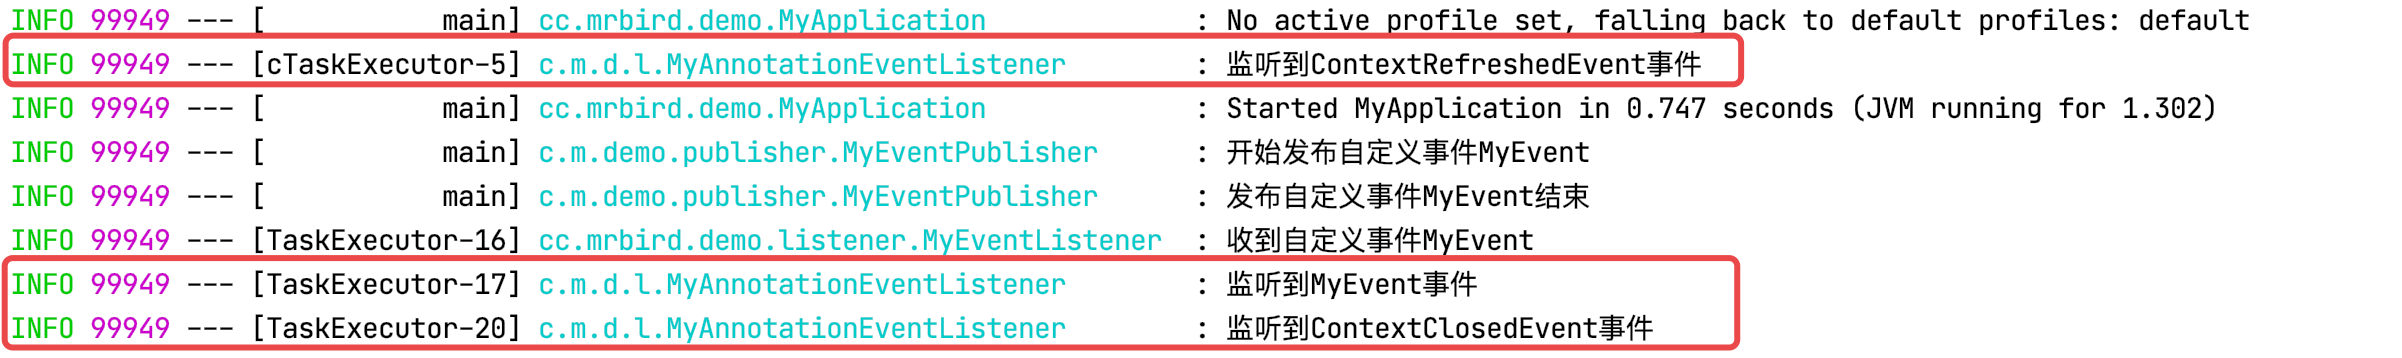 INFO 99949 --- [           main] cc.mrbird.demo.MyApplication             : No active profile set, falling back to default profiles: default
INFO 99949 --- [cTaskExecutor-5] c.m.d.l.MyAnnotationEventListener        : 监听到ContextRefreshedEvent事件
INFO 99949 --- [           main] cc.mrbird.demo.MyApplication             : Started MyApplication in 0.747 seconds (JVM running for 1.302)
INFO 99949 --- [           main] c.m.demo.publisher.MyEventPublisher      : 开始发布自定义事件MyEvent
INFO 99949 --- [           main] c.m.demo.publisher.MyEventPublisher      : 发布自定义事件MyEvent结束
INFO 99949 --- [TaskExecutor-16] cc.mrbird.demo.listener.MyEventListener  : 收到自定义事件MyEvent
INFO 99949 --- [TaskExecutor-17] c.m.d.l.MyAnnotationEventListener        : 监听到MyEvent事件
INFO 99949 --- [TaskExecutor-20] c.m.d.l.MyAnnotationEventListener        : 监听到ContextClosedEvent事件